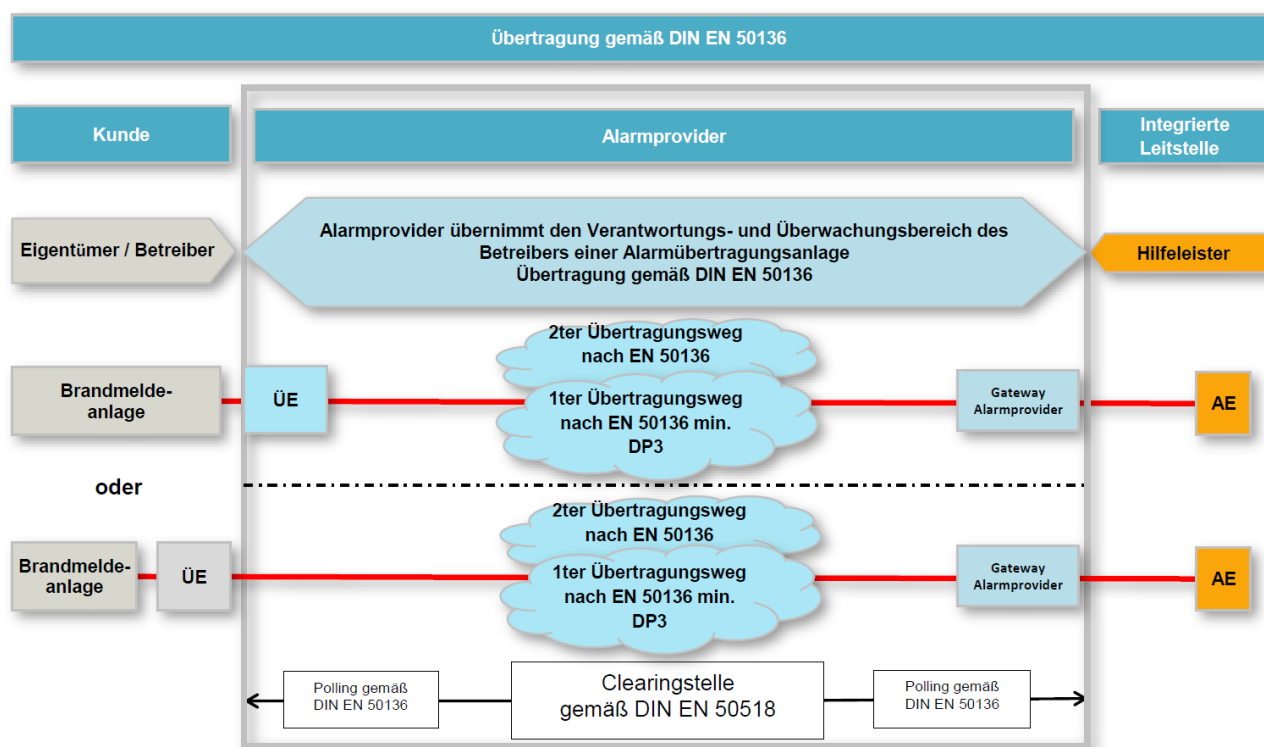 Übertragung gemäß DIN EN 50136
Kunde
Alarmprovider
Integrierte
Leitstelle
Eigentümer / Betreiber
Alarmprovider übernimmt den Verantwortungs- und Überwachungsbereich des
Betreibers einer Alarmübertragungsanlage
Übertragung gemäß DIN EN 50136
Hilfeleister
Brandmelde-
anlage
ÜE
2ter Übertragungsweg
nach EN 50136
1ter Übertragungsweg
nach EN 50136 min.
DP3
Gateway
Alarmprovider
AE
oder
Brandmelde-
anlage
ÜE
2ter Übertragungsweg
nach EN 50136
1ter Übertragungsweg
nach EN 50136 min.
DP3
Gateway
Alarmprovider
AE
Polling gemäß
DIN EN 50136
Clearingstelle
gemäß DIN EN 50518
Polling gemäß
DIN EN 50136